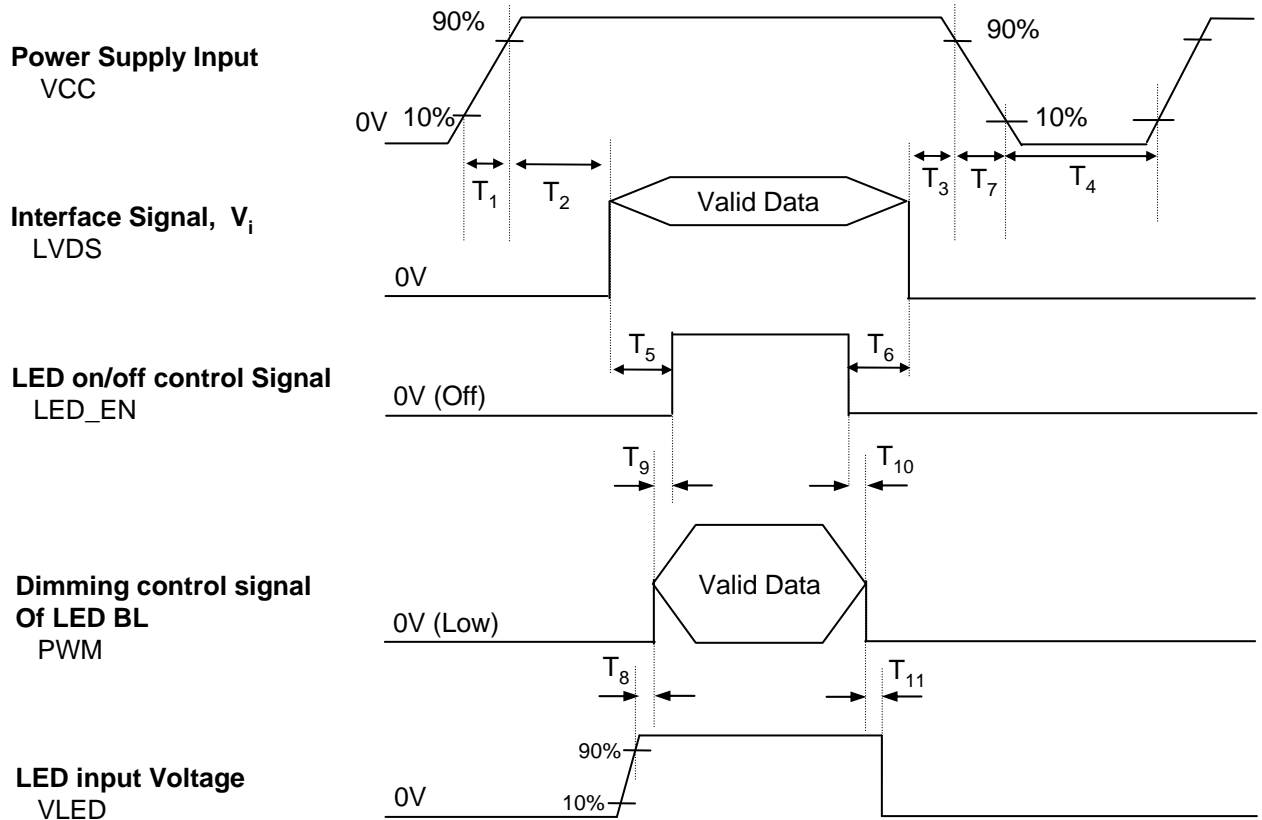 90%
90%
Power Supply Input
VCC
0V
10%
10%
T1
T2
T3
T7
T4
Valid Data
Interface Signal, Vi
LVDS
0V
T5
T6
LED on/off control Signal
LED_EN
0V (Off)
T9
T10
Dimming control signal
Of LED BL
PWM
Valid Data
0V (Low)
T8
T11
90%
LED input Voltage
VLED
0V
10%